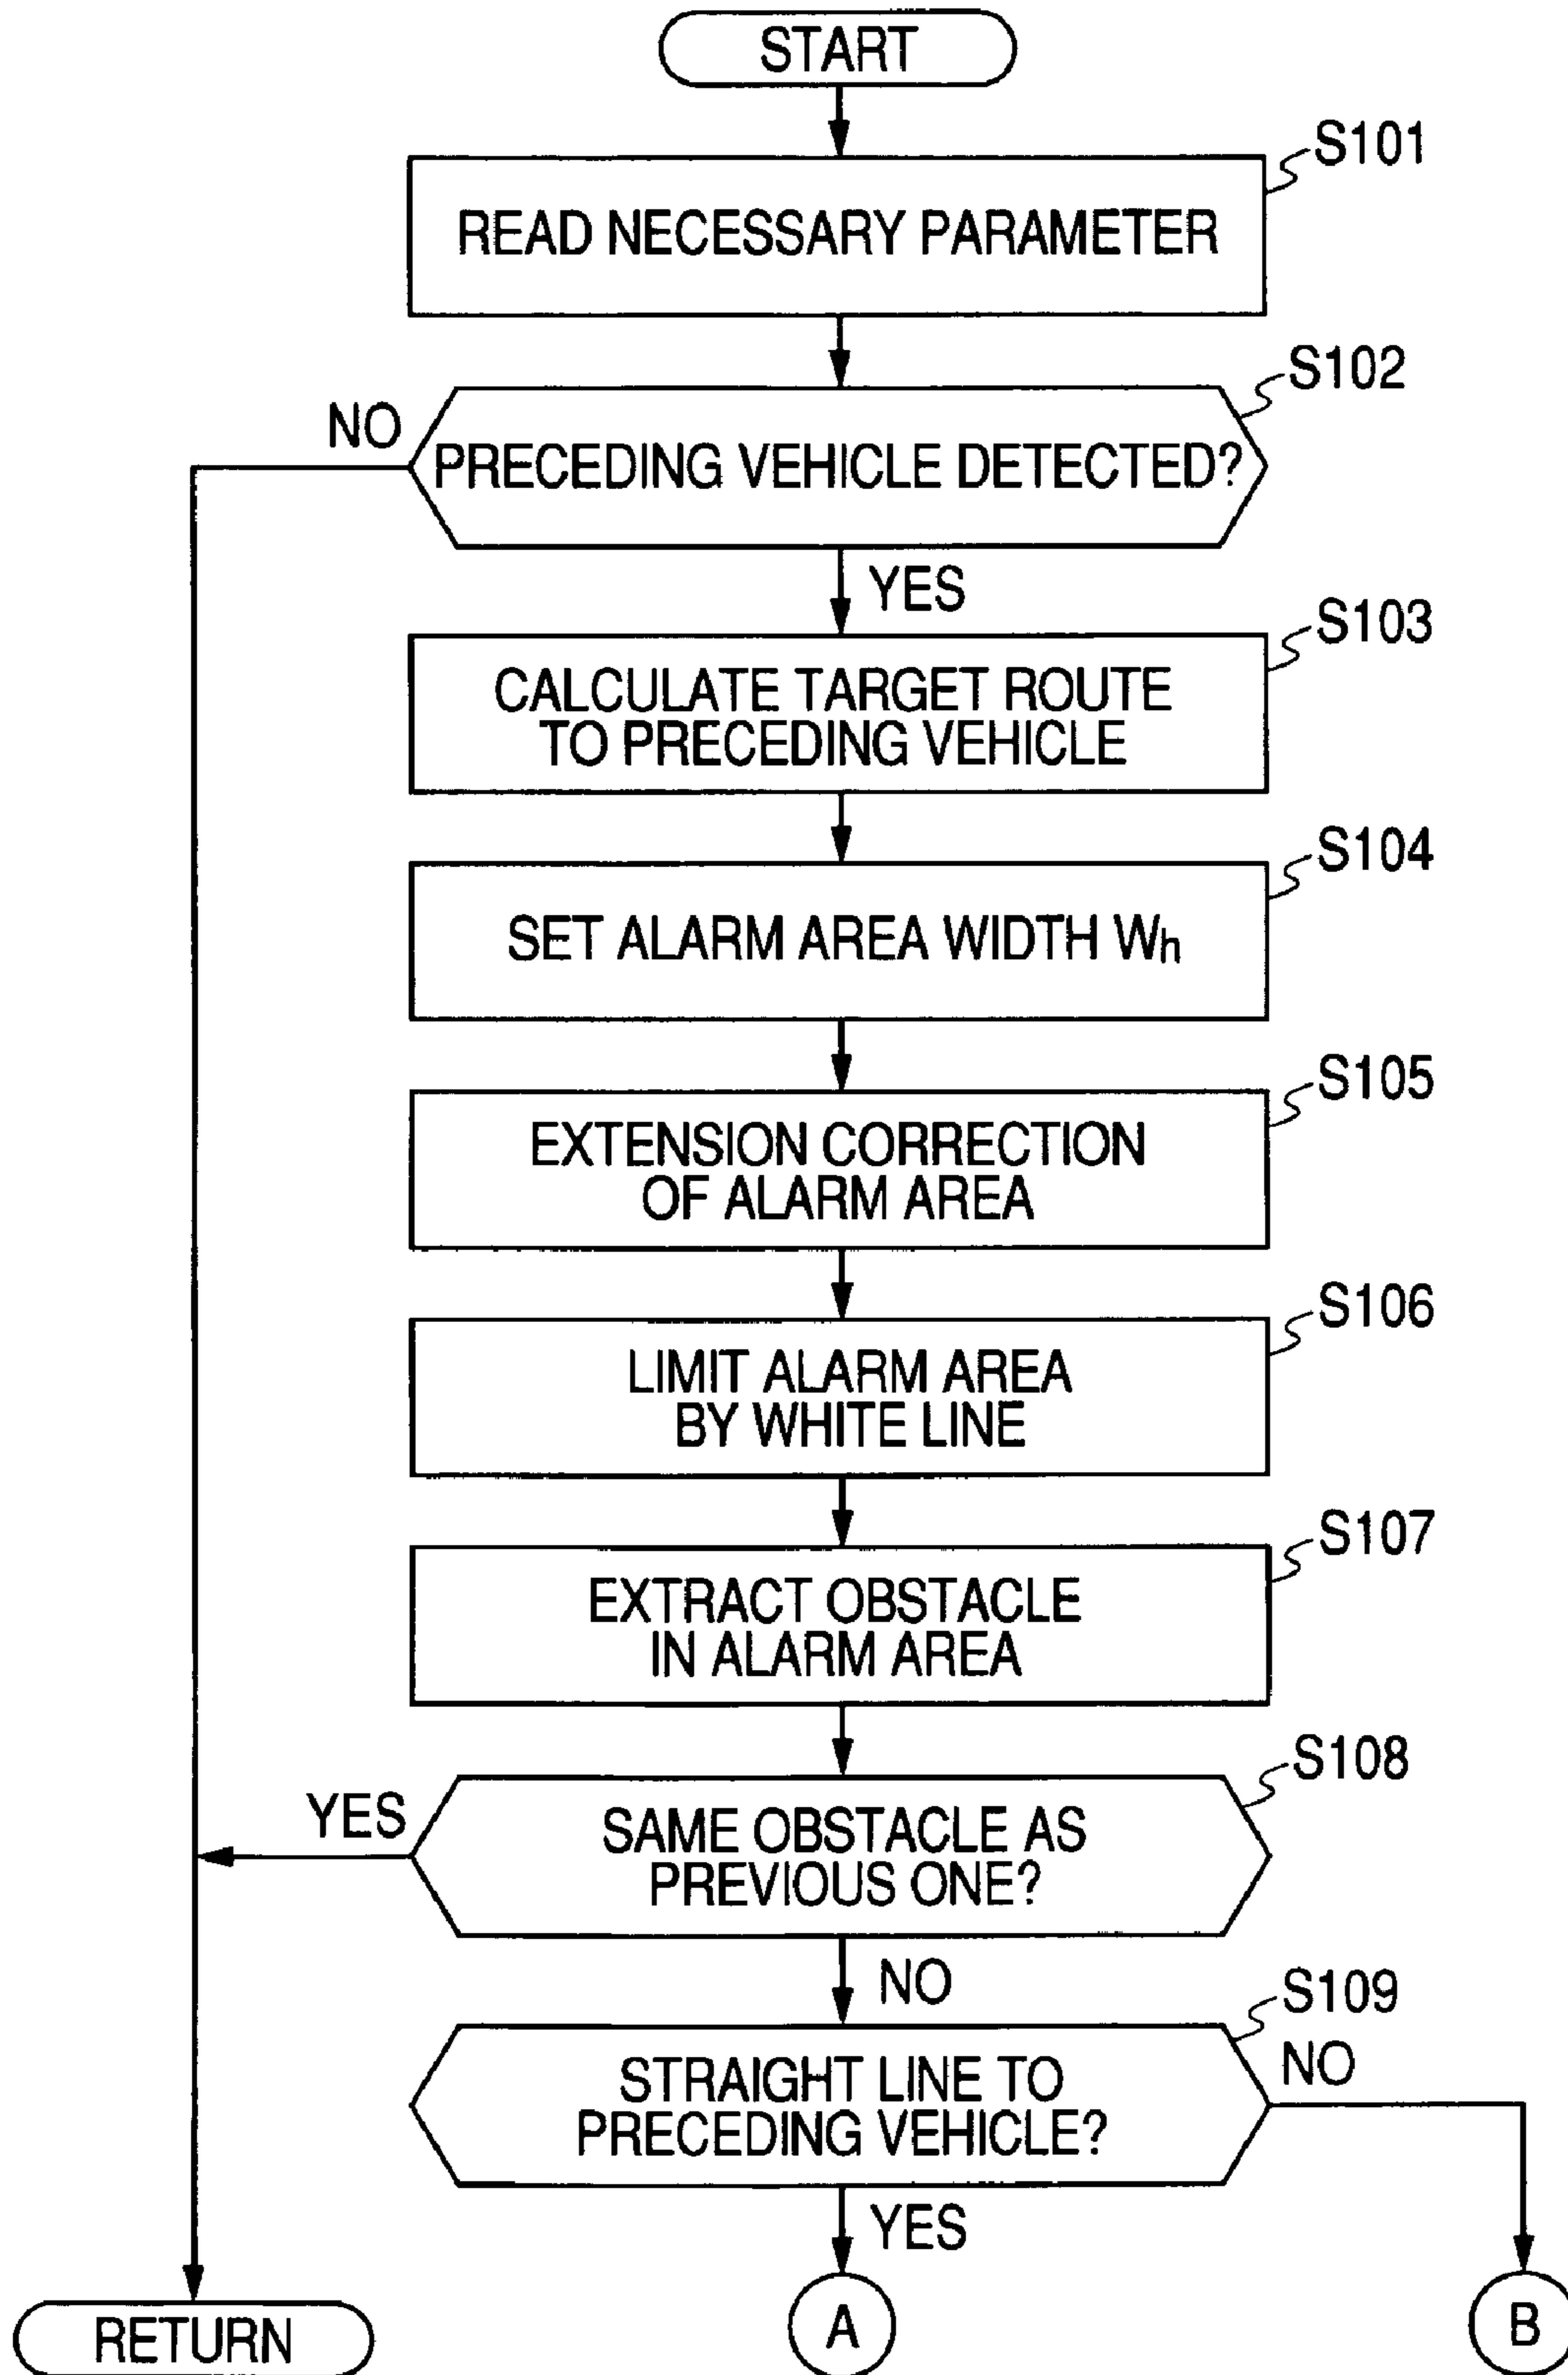 START
S101
READ NECESSARY PARAMETER
S102
NO
PRECEDING VEHICLE DETECTED?
YES
S103
CALCULATE TARGET ROUTE
TO PRECEDING VEHICLE
S104
SET ALARM AREA WIDTH Wh
S105
EXTENSION CORRECTION
OF ALARM AREA
S106
LIMIT ALARM AREA
BY WHITE LINE
S107
EXTRACT OBSTACLE
IN ALARM AREA
S108
YES
SAME OBSTACLE AS
PREVIOUS ONE?
NO
S109
NO
STRAIGHT LINE TO
PRECEDING VEHICLE?
YES
RETURN
A
B